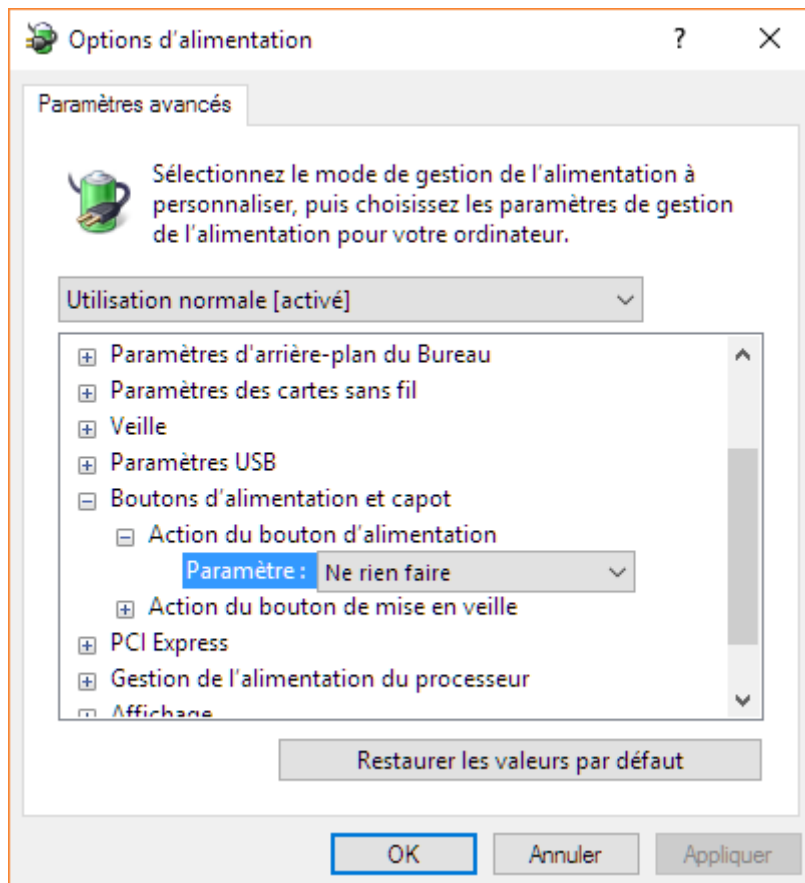 Options d'alimentation
?
Paramètres avancés
Sélectionnez le mode de gestion de l'alimentation à
personnaliser, puis choisissez les paramètres de gestion
de l'alimentation pour votre ordinateur.
Utilisation normale [activé]
Paramètres d'arrière-plan du Bureau
Paramètres des cartes sans fil
Veille
Paramètres USB
Boutons d'alimentation et capot
Action du bouton d'alimentation
Paramètre : Ne rien faire
Action du bouton de mise en veille
PCI Express
Gestion de l'alimentation du processeur
Affichage
Restaurer les valeurs par défaut
OK Annuler Appliquer